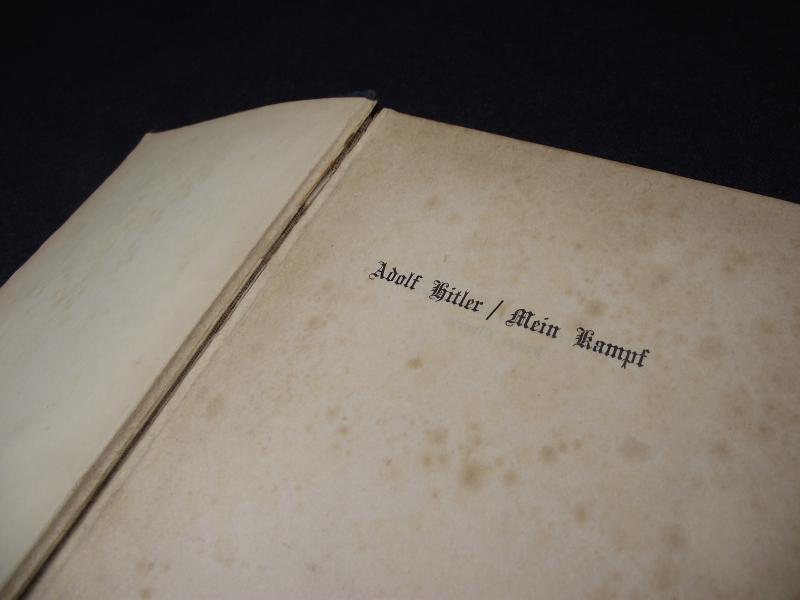 Adolf Hitler / Mein Kampf